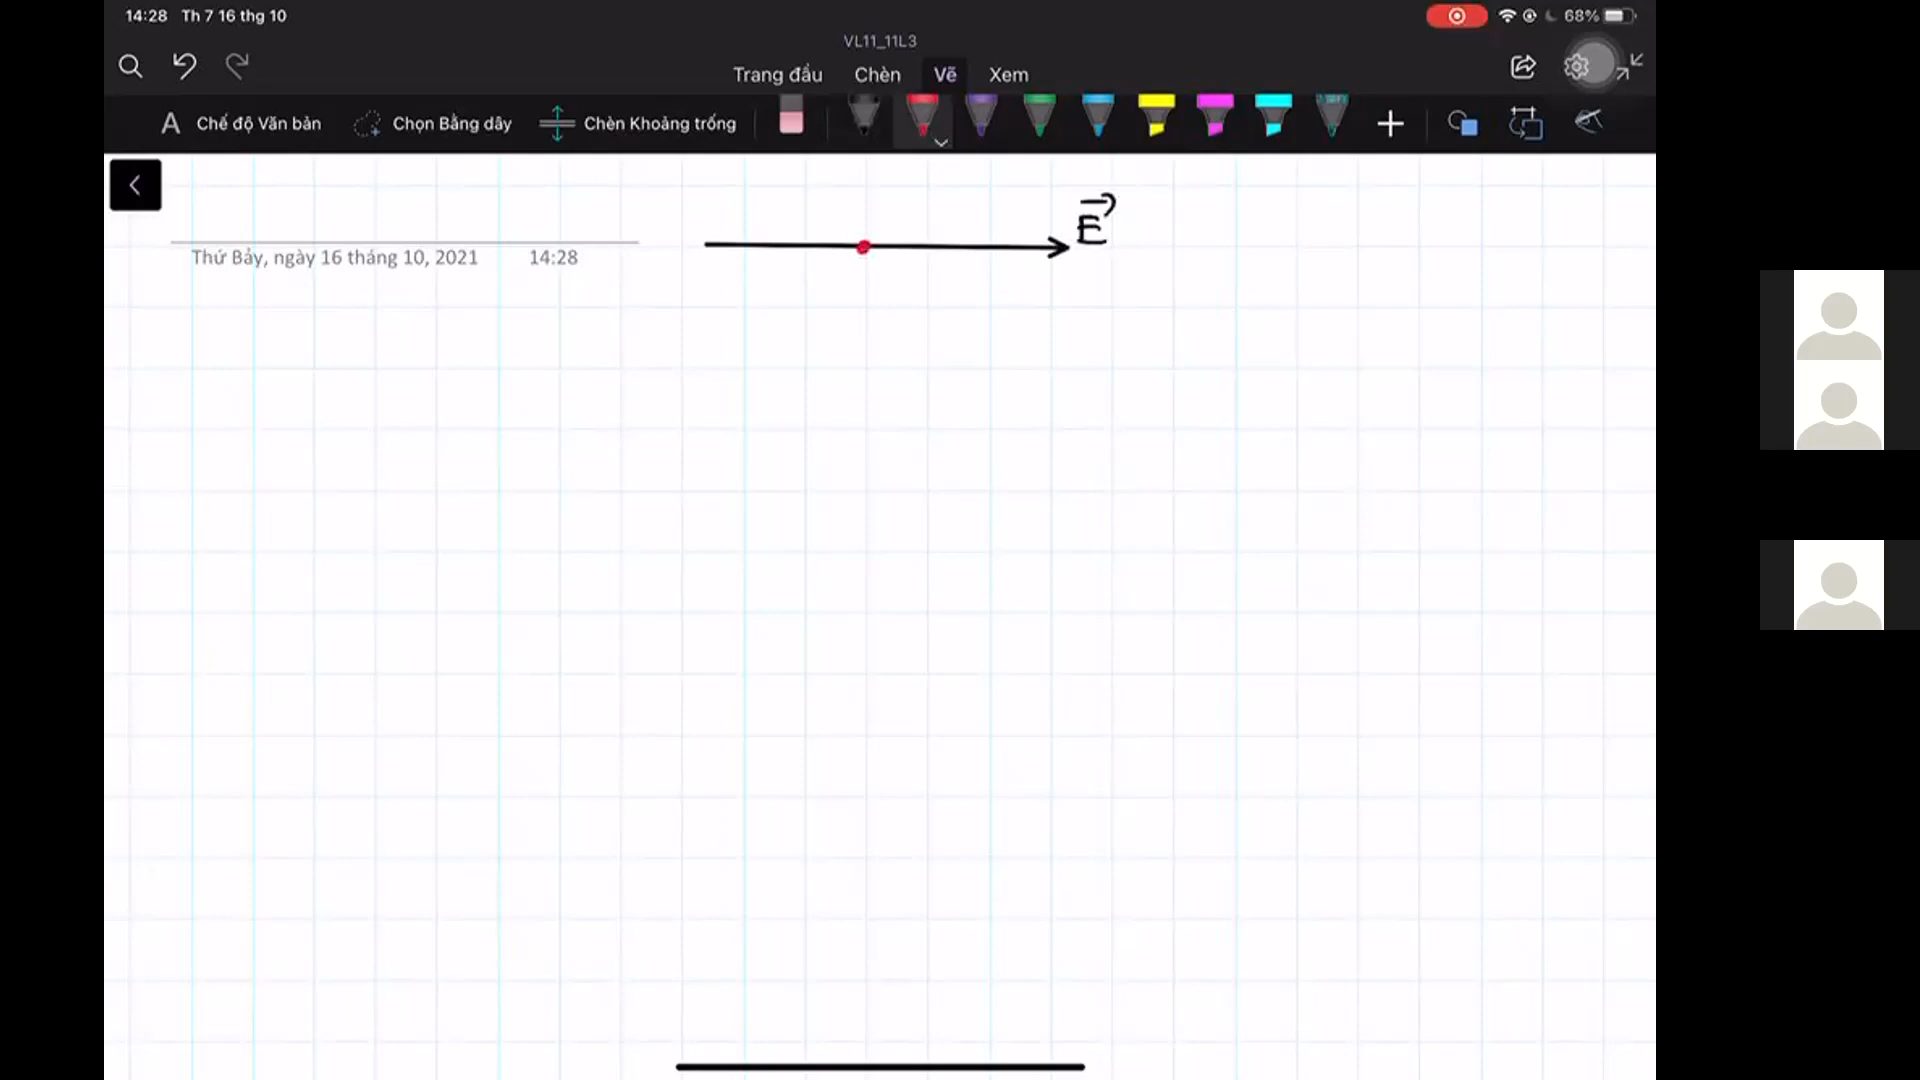 14:28 Th 7 16 thg 10
68%
VL11_11L3
Trang đầu Chèn Vẽ Xem
A Chế độ Văn bản Chọn Bằng dây Chèn Khoảng trống
E
Thứ Bảy, ngày 16 tháng 10, 2021 14:28